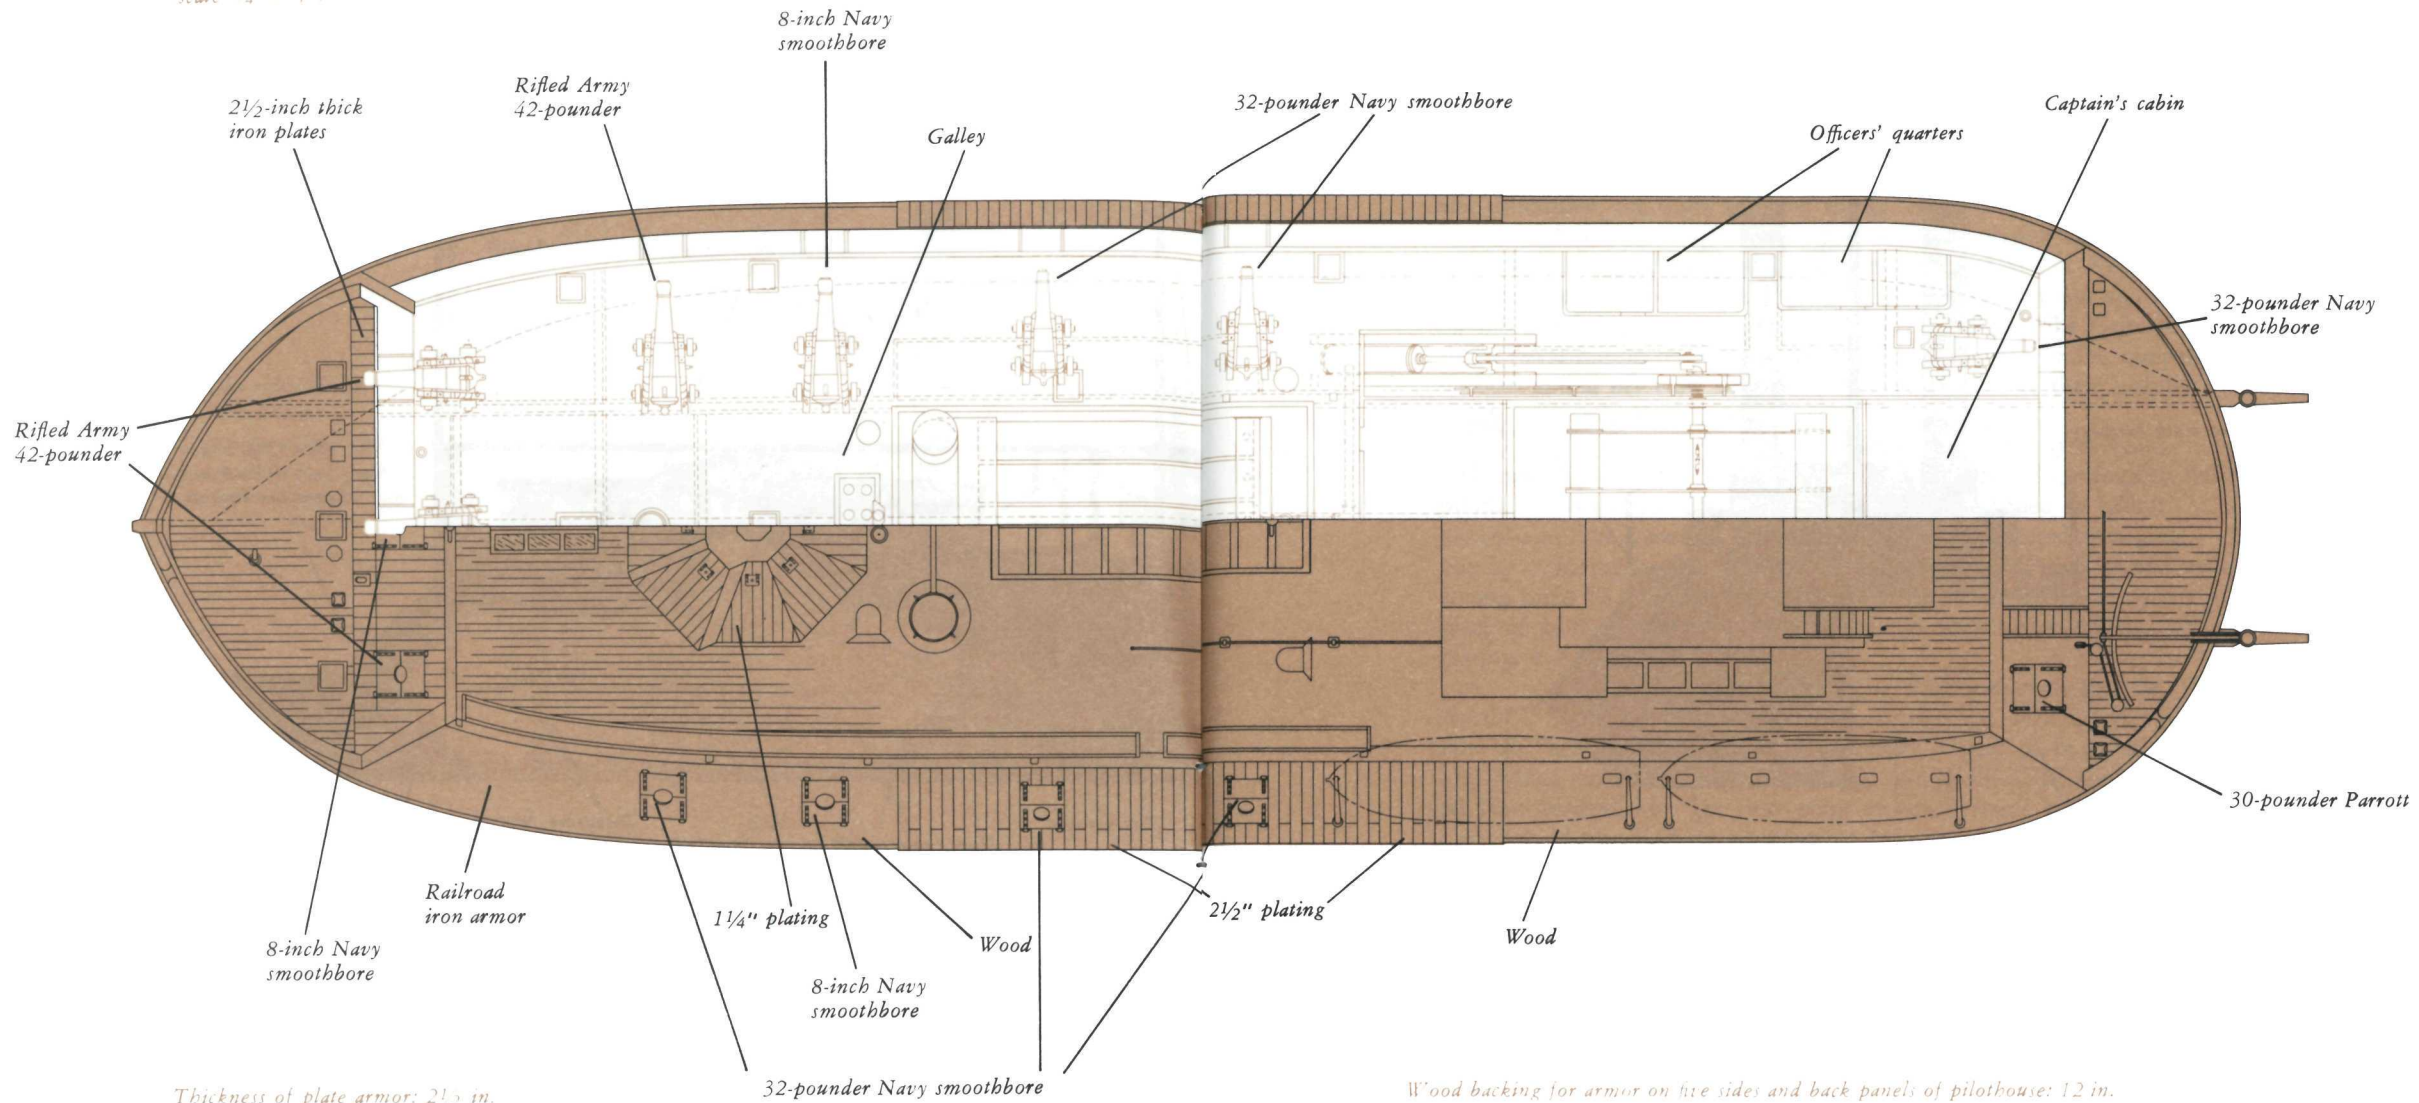 8-inch Navy
smoothbore
Rifled Army
42-pounder
2½-inch thick
iron plates
Galley
32-pounder Navy smoothbore
Officers' quarters
Captain's cabin
32-pounder Navy
smoothbore
Rifled Army
42-pounder
30-pounder Parrott
Railroad
iron armor
1¼" plating
2½" plating
Wood
Wood
8-inch Navy
smoothbore
8-inch Navy
smoothbore
32-pounder Navy smoothbore
Thickness of plate armor: 2½ in.
Wood backing for armor on five sides and back panels of pilothouse: 12 in.